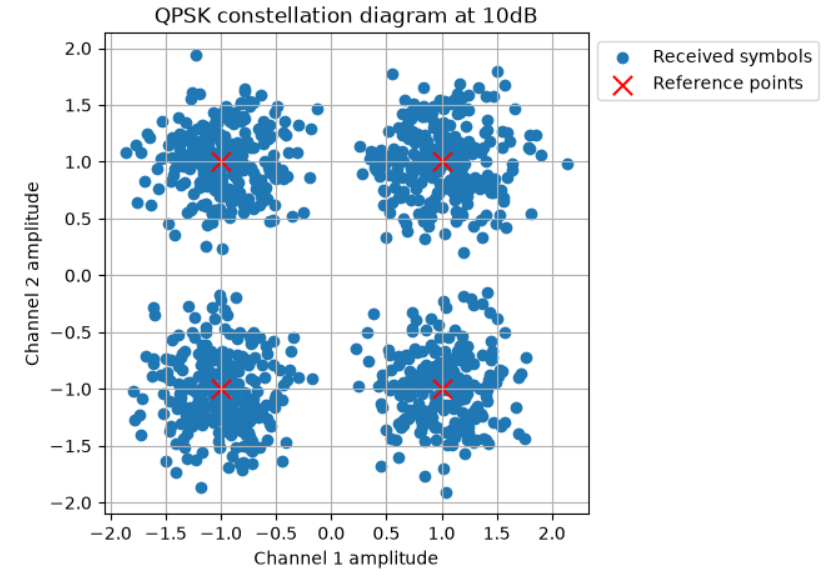 QPSK constellation diagram at 10dB
Received symbols
Reference points
2.0
1.5
1.0
0.5
0.0
−0.5
−1.0
−1.5
−2.0
Channel 2 amplitude
−2.0 −1.5 −1.0 −0.5 0.0 0.5 1.0 1.5 2.0
Channel 1 amplitude